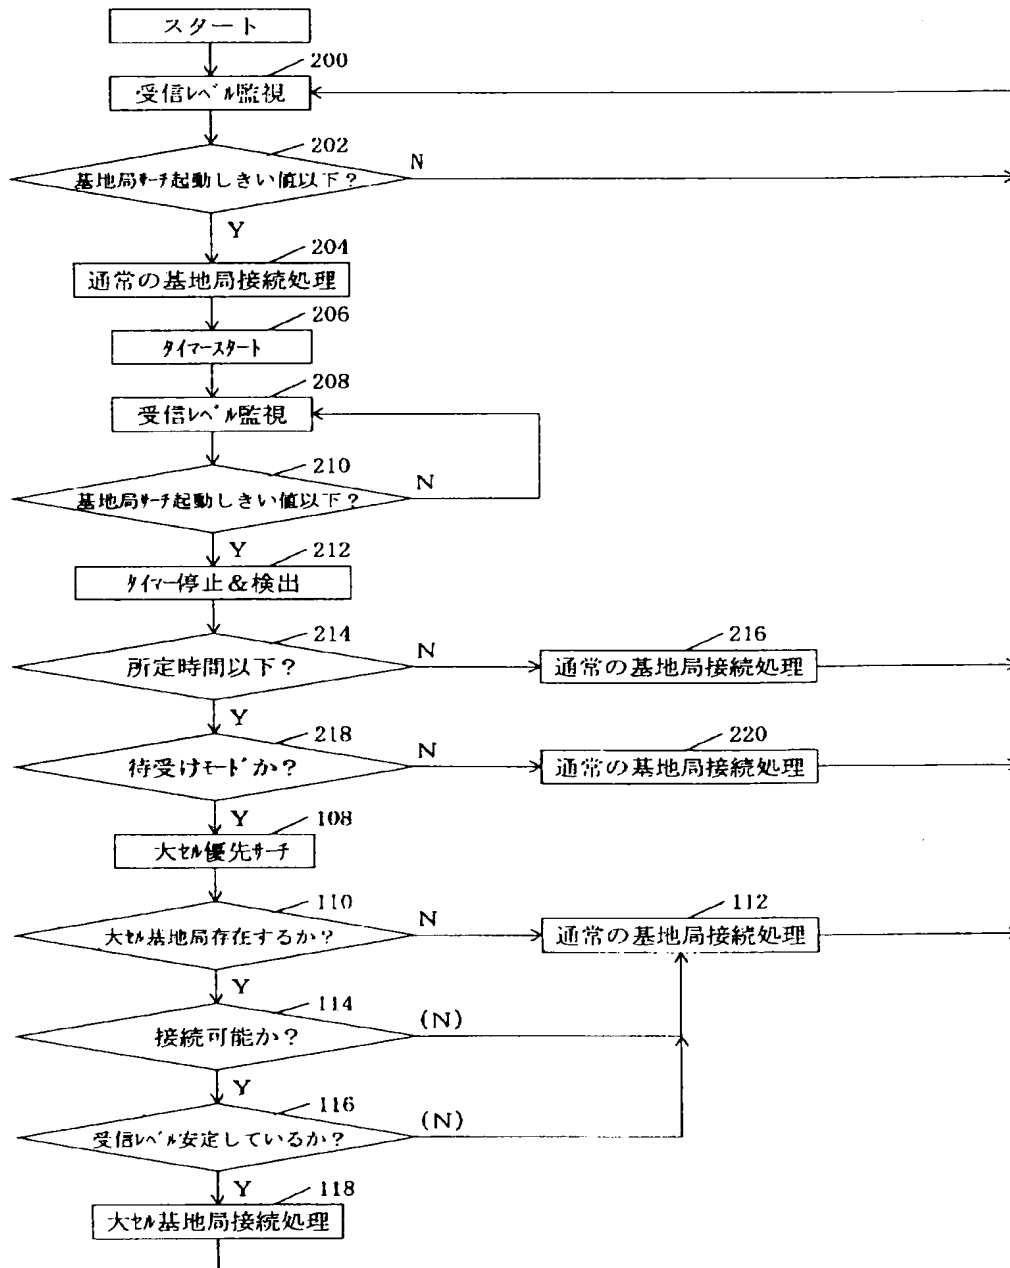 スタート
200
受信ﾚﾍﾞﾙ監視
202
基地局ｻｰﾁ起動しきい値以下？
N
Y
204
通常の基地局接続処理
206
ﾀｲﾏｰｽﾀｰﾄ
208
受信ﾚﾍﾞﾙ監視
210
基地局ｻｰﾁ起動しきい値以下？
N
Y
212
ﾀｲﾏｰ停止＆検出
214
所定時間以下？
N
216
通常の基地局接続処理
Y
218
待受けﾓｰﾄﾞか？
N
220
通常の基地局接続処理
Y
108
大ｾﾙ優先ｻｰﾁ
110
大ｾﾙ基地局存在するか？
N
112
通常の基地局接続処理
Y
114
接続可能か？
(N)
Y
116
受信ﾚﾍﾞﾙ安定しているか？
(N)
Y
118
大ｾﾙ基地局接続処理